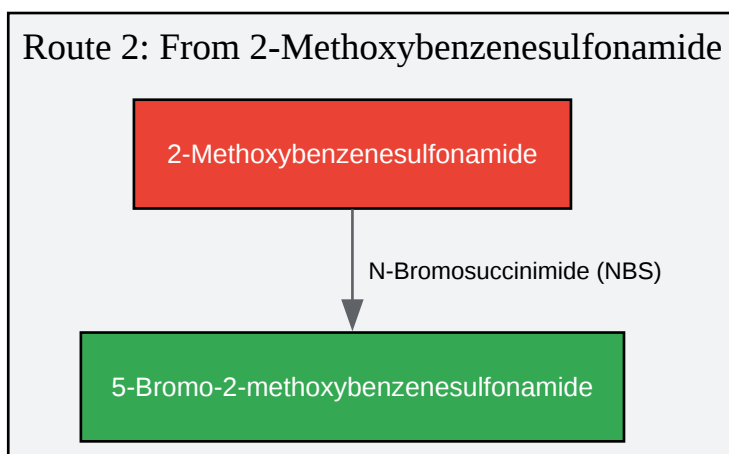 Route 2: From 2-Methoxybenzenesulfonamide
2-Methoxybenzenesulfonamide
N-Bromosuccinimide (NBS)
5-Bromo-2-methoxybenzenesulfonamide